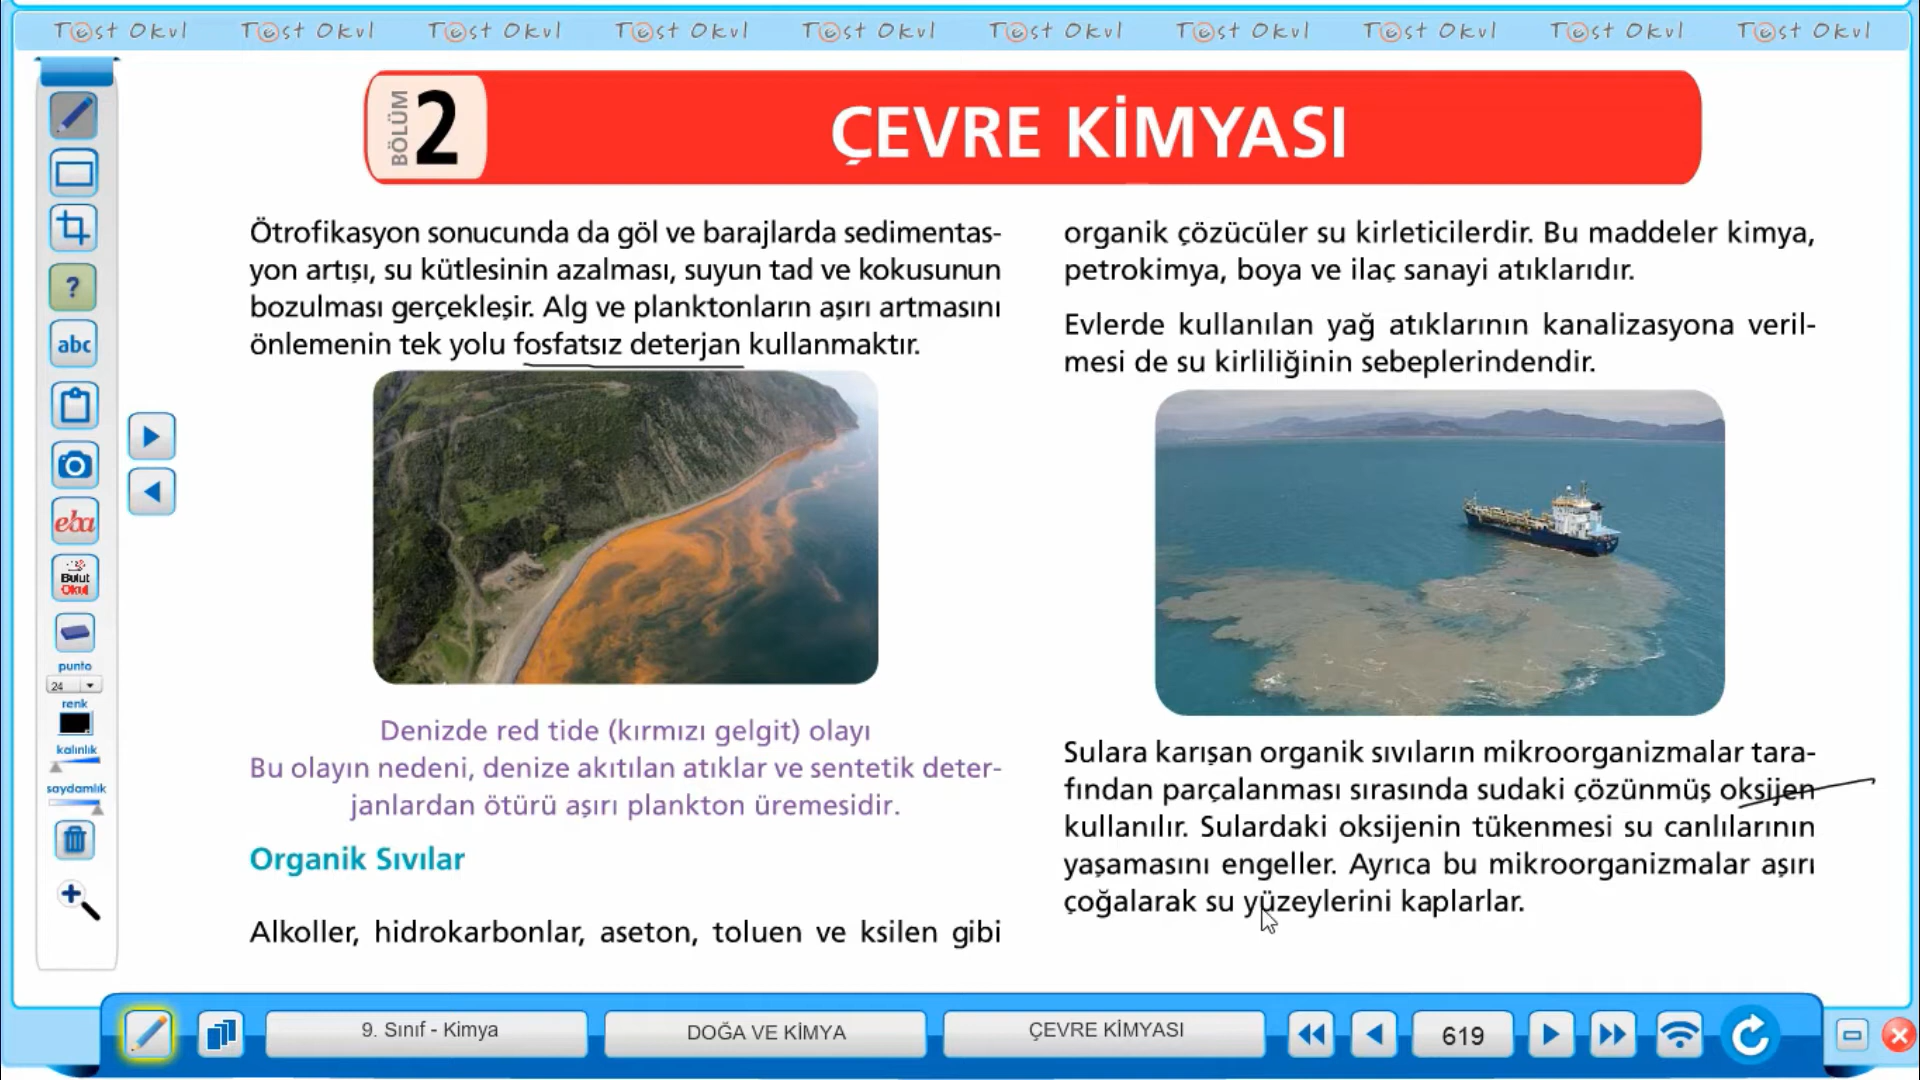 Test Okul Test Okul Test Okul Test Okul Test Okul Test Okul Test Okul Test Okul Test Okul Test Okul
BÖLÜM 2
ÇEVRE KİMYASI
Ötrofikasyon sonucunda da göl ve barajlarda sedimentas-
yon artışı, su kütlesinin azalması, suyun tad ve kokusunun
bozulması gerçekleşir. Alg ve planktonların aşırı artmasını
önlemenin tek yolu fosfatsız deterjan kullanmaktır.
Denizde red tide (kırmızı gelgit) olayı
Bu olayın nedeni, denize akıtılan atıklar ve sentetik deter-
janlardan ötürü aşırı plankton üremesidir.
Organik Sıvılar
Alkoller, hidrokarbonlar, aseton, toluen ve ksilen gibi
organik çözücüler su kirleticilerdir. Bu maddeler kimya,
petrokimya, boya ve ilaç sanayi atıklarıdır.
Evlerde kullanılan yağ atıklarının kanalizasyona veril-
mesi de su kirliliğinin sebeplerindendir.
Sulara karışan organik sıvıların mikroorganizmalar tara-
fından parçalanması sırasında sudaki çözünmüş oksijen
kullanılır. Sulardaki oksijenin tükenmesi su canlılarının
yaşamasını engeller. Ayrıca bu mikroorganizmalar aşırı
çoğalarak su yüzeylerini kaplarlar.
?
abc
eba
Bulut
Okul
punto
24
renk
kalınlık
saydamlık
9. Sınıf - Kimya
DOĞA VE KİMYA
ÇEVRE KİMYASI
619